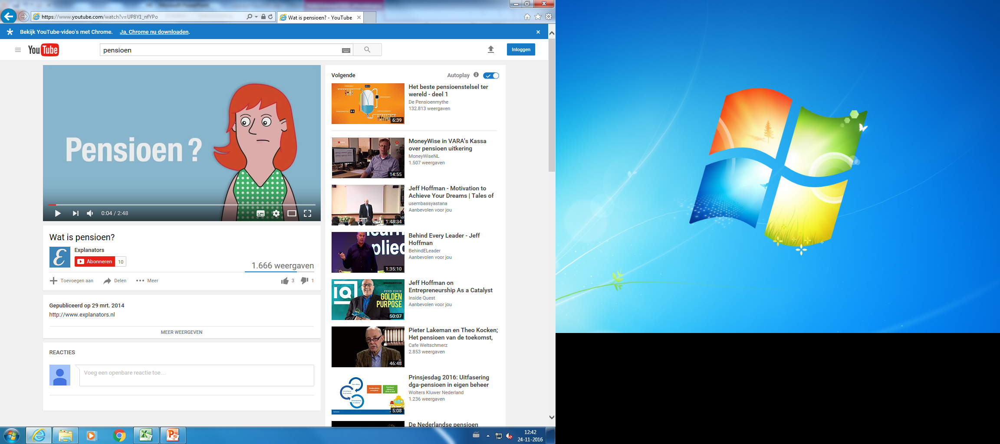 https://www.youtube.com/watch?v=UP8Y1_nfYPo
Wat is pensioen? - YouTube
Bekijk YouTube-video's met Chrome. Ja, Chrome nu downloaden.
YouTube
pensioen
Inloggen
Pensioen ?
0:04 / 2:48
Wat is pensioen?
Explanators
Abonneren 10
1.666 weergaven
Toevoegen aan Delen Meer 3 1
Gepubliceerd op 29 mrt. 2014
http://www.explanators.nl
MEER WEERGEVEN
REACTIES
Voeg een openbare reactie toe...
Volgende Autoplay
Het beste pensioenstelsel ter
wereld - deel 1
De Pensioenmythe
132.813 weergaven
6:39
MoneyWise in VARA's Kassa
over pensioen uitkering
MoneyWiseNL
1.507 weergaven
14:55
Jeff Hoffman - Motivation to
Achieve Your Dreams | Tales of
usembassyastana
Aanbevolen voor jou
1:48:34
Behind Every Leader - Jeff
Hoffman
BehindELeader
Aanbevolen voor jou
plied
1:35:10
Jeff Hoffman on
Entrepreneurship As a Catalyst
Inside Quest
Aanbevolen voor jou
IQ
FIND YOUR
GOLDEN
PURPOSE
50:07
Pieter Lakeman en Theo Kocken;
Het pensioen van de toekomst,
Cafe Weltschmerz
2.853 weergaven
46:48
Prinsjesdag 2016: Uitfasering
dga-pensioen in eigen beheer
Wolters Kluwer Nederland
1.236 weergaven
5:08
De Nederlandse pensioen
12:42
24-11-2016